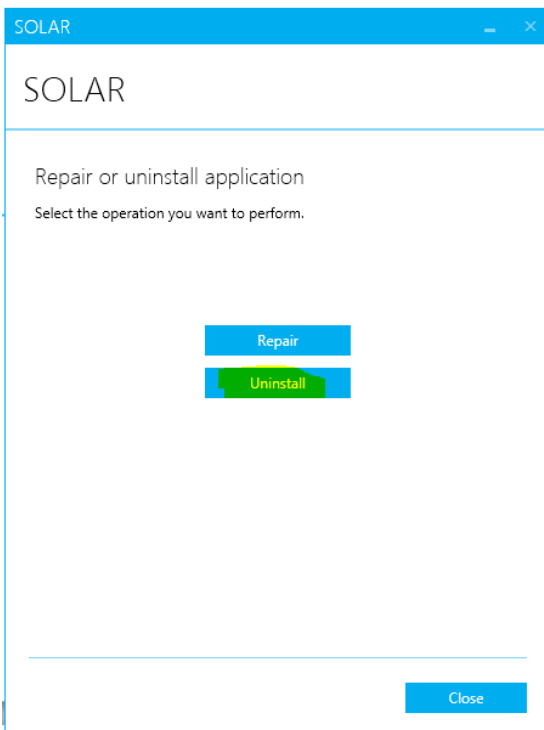 SOLAR
SOLAR
Repair or uninstall application
Select the operation you want to perform.
Repair
Uninstall
Close